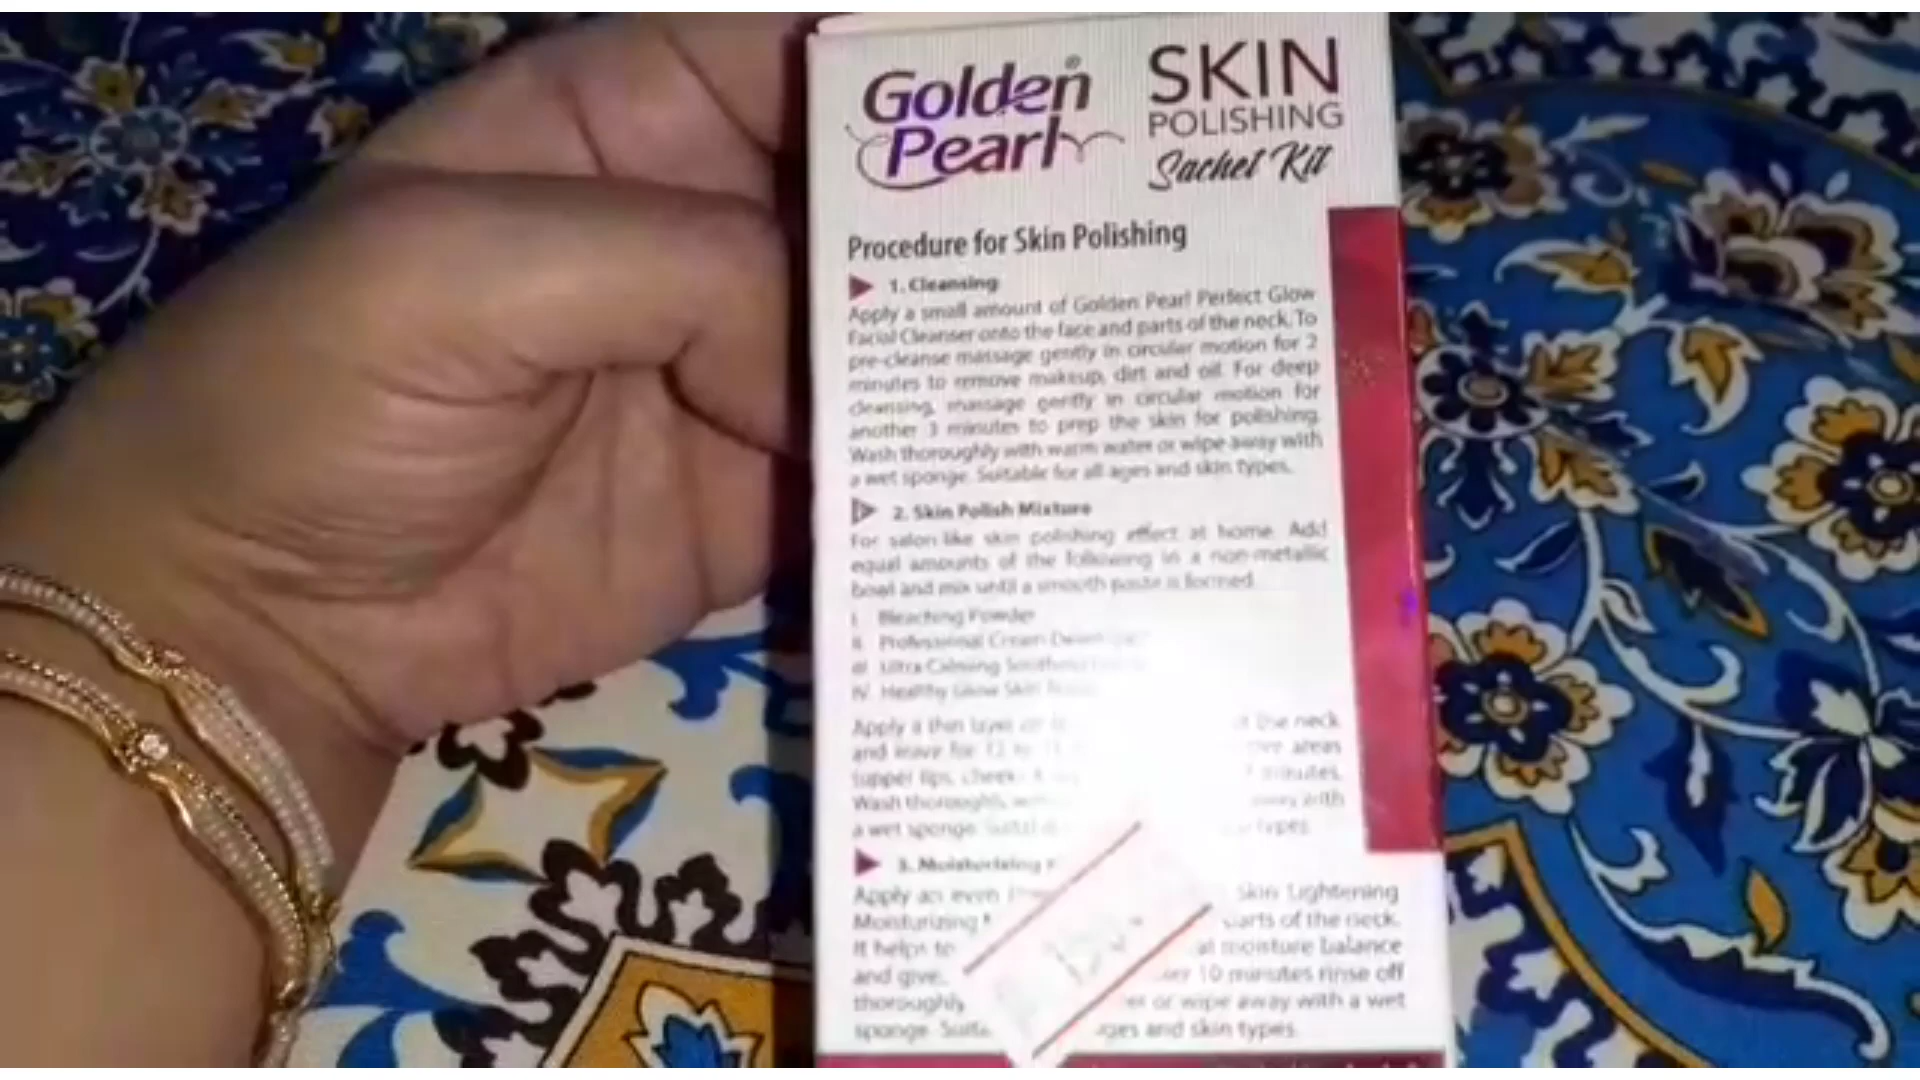 Golden®
Pearl
SKIN
POLISHING
Sachet Kit
Procedure for Skin Polishing
1. Cleansing
Apply a small amount of Golden Pearl Perfect Glow
Facial Cleanser onto the face and parts of the neck. To
pre-cleanse massage gently in circular motion for 2
minutes to remove makeup, dirt and oil. For deep
cleansing, massage gently in circular motion for
another 3 minutes to prep the skin for polishing.
Wash thoroughly with warm water or wipe away with
a wet sponge. Suitable for all ages and skin types.
2. Skin Polish Mixture
For salon like skin polishing effect at home. Add
equal amounts of the following in a non-metallic
bowl and mix until a smooth paste is formed.
I. Bleaching Powder
II. Professional Cream
III. Ultra Calming
IV. Healthy Glow Skin
Apply a thin layer the neck
and leave for areas
upper lips, minutes.
Wash thoroughly away with
a wet sponge. types.
3. Moisturizing
Apply an even Skin Lightening
Moisturizing parts of the neck.
It helps to moisture balance
and 10 minutes rinse off
thoroughly or wipe away with a wet
sponge. ages and skin types.